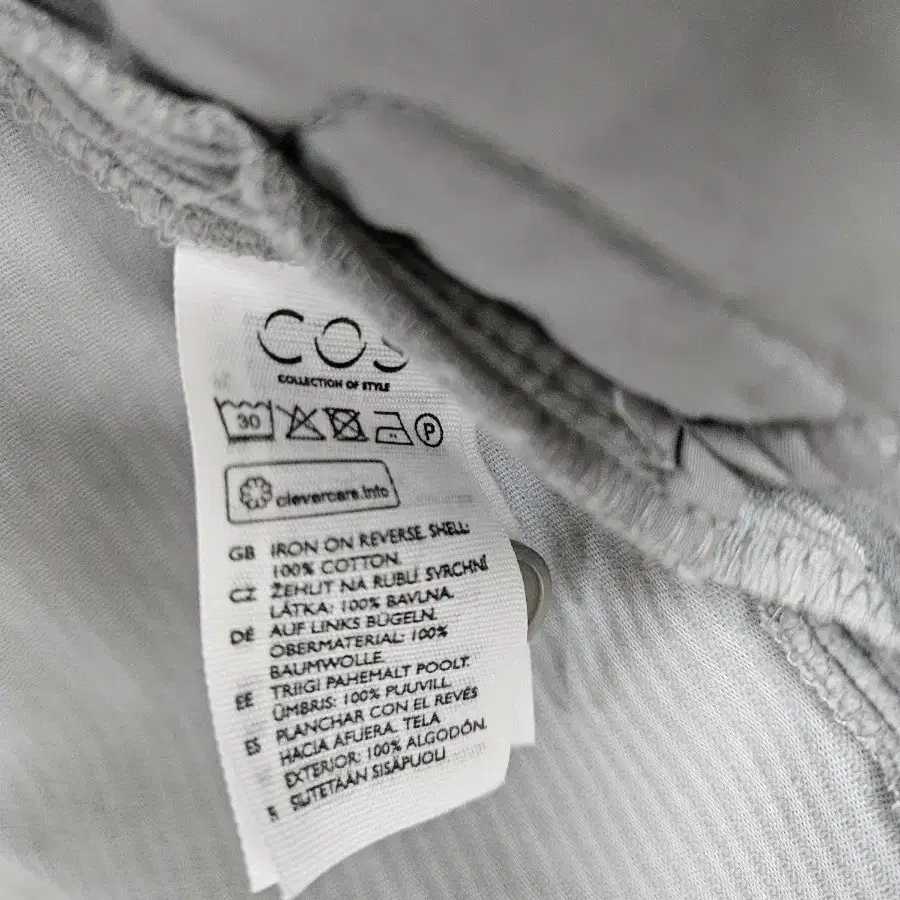 COS
COLLECTION OF STYLE
30 P
clevercare.info
GB IRON ON REVERSE. SHELL:
100% COTTON.
CZ ŽEHLIT NA RUBU. SVRCHNÍ
LÁTKA: 100% BAVLNA.
DE AUF LINKS BÜGELN.
OBERMATERIAL: 100%
BAUMWOLLE.
EE TRIIGI PAHEMALT POOLT.
ÜMBRIS: 100% PUUVILL.
ES PLANCHAR CON EL REVÉS
HACIA AFUERA. TELA
EXTERIOR: 100% ALGODÓN.
FI SILITETÄÄN SISÄPUOLI